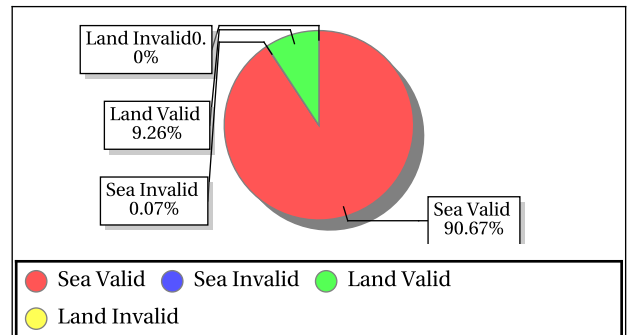 Land Invalid0.
0%
Land Valid
9.26%
Sea Invalid
0.07%
Sea Valid
90.67%
Sea Valid Sea Invalid Land Valid
Land Invalid